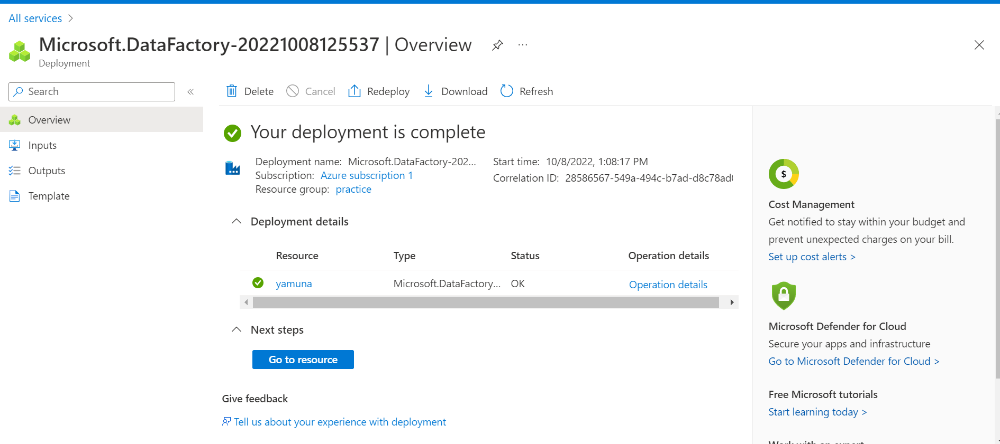 All services
Microsoft.DataFactory-20221008125537 | Overview
Deployment
Search
Overview
Inputs
Outputs
Template
Delete
Cancel
Redeploy
Download
Refresh
Your deployment is complete
Deployment name: Microsoft.DataFactory-202...
Subscription: Azure subscription 1
Resource group: practice
Start time: 10/8/2022, 1:08:17 PM
Correlation ID: 28586567-549a-494c-b7ad-d8c78ad
Deployment details
Resource Type Status Operation details
yamuna Microsoft.DataFactory... OK Operation details
Next steps
Go to resource
Give feedback
Tell us about your experience with deployment
$
Cost Management
Get notified to stay within your budget and
prevent unexpected charges on your bill.
Set up cost alerts >
Microsoft Defender for Cloud
Secure your apps and infrastructure
Go to Microsoft Defender for Cloud >
Free Microsoft tutorials
Start learning today >
Work with an expert